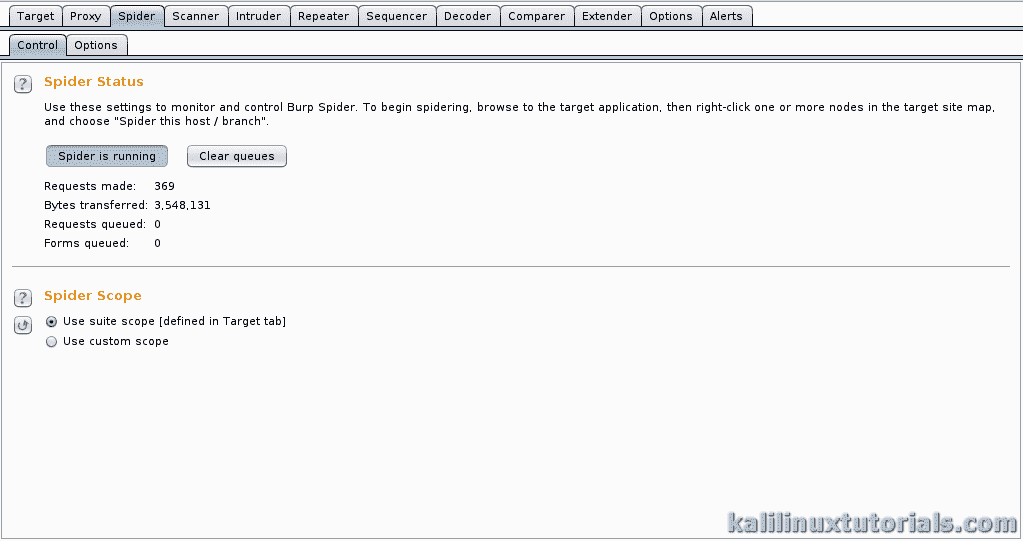 Target Proxy Spider Scanner Intruder Repeater Sequencer Decoder Comparer Extender Options Alerts
Control Options
? Spider Status
Use these settings to monitor and control Burp Spider. To begin spidering, browse to the target application, then right-click one or more nodes in the target site map,
and choose "Spider this host / branch".
Spider is running Clear queues
Requests made: 369
Bytes transferred: 3,548,131
Requests queued: 0
Forms queued: 0
? Spider Scope
Use suite scope [defined in Target tab]
Use custom scope
kalilinuxtutorials.com